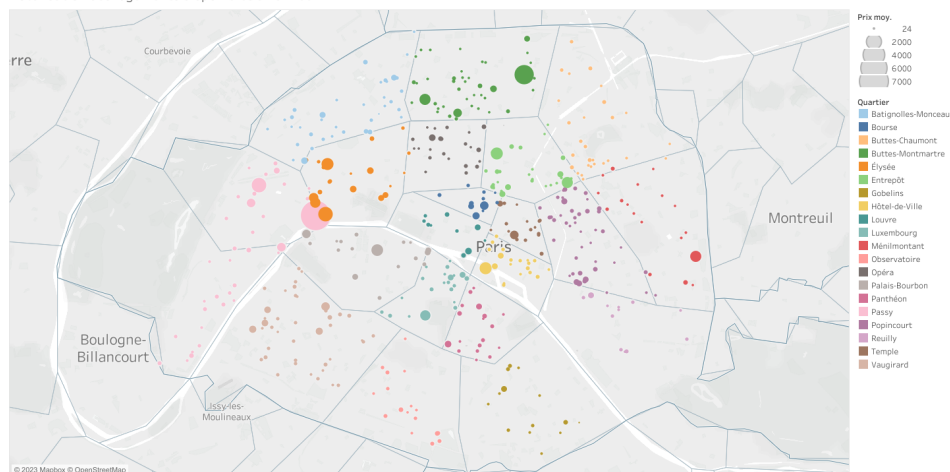 Courbevoie
rre
Paris
Montreuil
Boulogne-
Billancourt
Issy-les-
Moulineaux
© 2023 Mapbox © OpenStreetMap
Prix moy.
24
2000
4000
6000
7000
Quartier
Batignolles-Monceau
Bourse
Buttes-Chaumont
Buttes-Montmartre
Élysée
Entrepôt
Gobelins
Hôtel-de-Ville
Louvre
Luxembourg
Ménilmontant
Observatoire
Opéra
Palais-Bourbon
Panthéon
Passy
Popincourt
Reuilly
Temple
Vaugirard